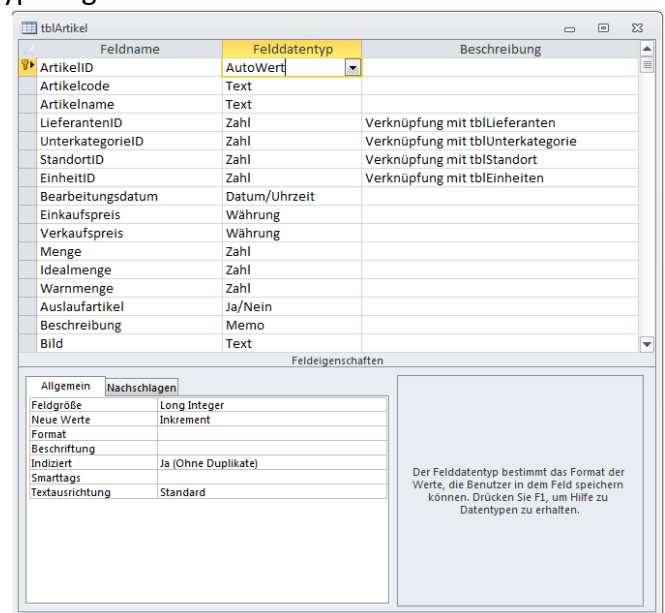 tblArtikel
Feldname Felddatentyp Beschreibung
ArtikelID AutoWert
Artikelcode Text
Artikelname Text
LieferantenID Zahl Verknüpfung mit tblLieferanten
UnterkategorieID Zahl Verknüpfung mit tblUnterkategorie
StandortID Zahl Verknüpfung mit tblStandort
EinheitID Zahl Verknüpfung mit tblEinheiten
Bearbeitungsdatum Datum/Uhrzeit
Einkaufspreis Währung
Verkaufspreis Währung
Menge Zahl
Idealmenge Zahl
Warnmenge Zahl
Auslaufartikel Ja/Nein
Beschreibung Memo
Bild Text
Feldeigenschaften
Allgemein Nachschlagen
Feldgröße Long Integer
Neue Werte Inkrement
Format
Beschriftung
Indiziert Ja (Ohne Duplikate)
Smarttags
Textausrichtung Standard
Der Felddatentyp bestimmt das Format der
Werte, die Benutzer in dem Feld speichern
können. Drücken Sie F1, um Hilfe zu
Datentypen zu erhalten.